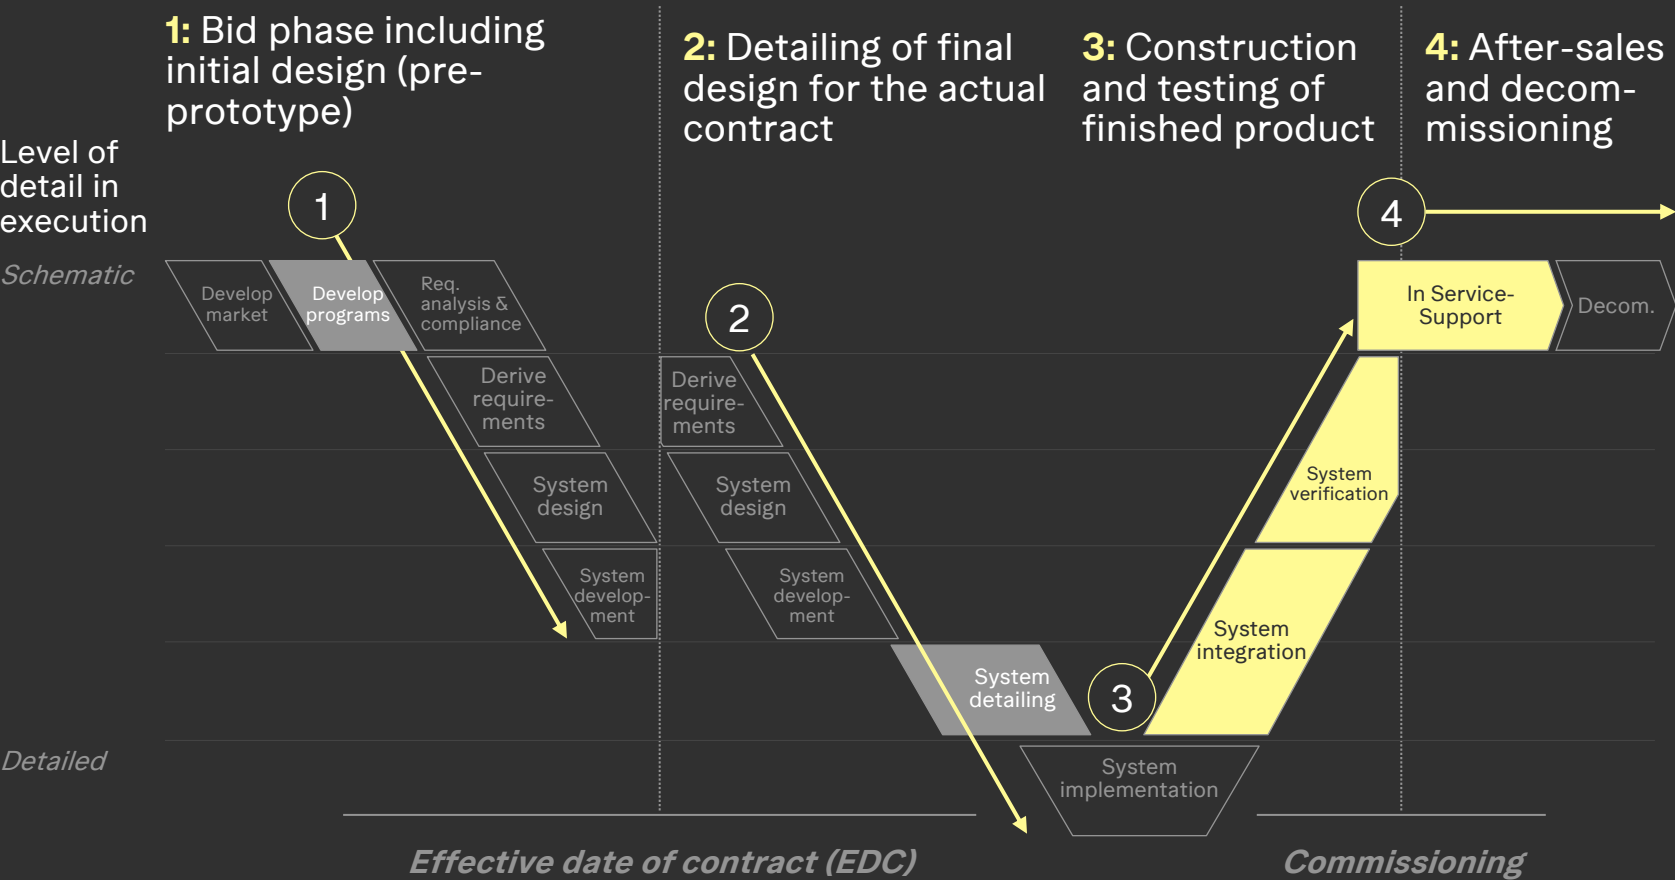 1: Bid phase including
initial design (pre-
prototype)
2: Detailing of final
design for the actual
contract
3: Construction
and testing of
finished product
4: After-sales
and decom-
missioning
Level of
detail in
execution
1
4
Schematic
Develop
market
Develop
programs
Req.
analysis &
compliance
2
In Service-
Support
Decom.
Derive
require-
ments
Derive
require-
ments
System
design
System
design
System
verification
System
develop-
ment
System
develop-
ment
System
integration
System
detailing
3
Detailed
System
implementation
Effective date of contract (EDC)
Commissioning